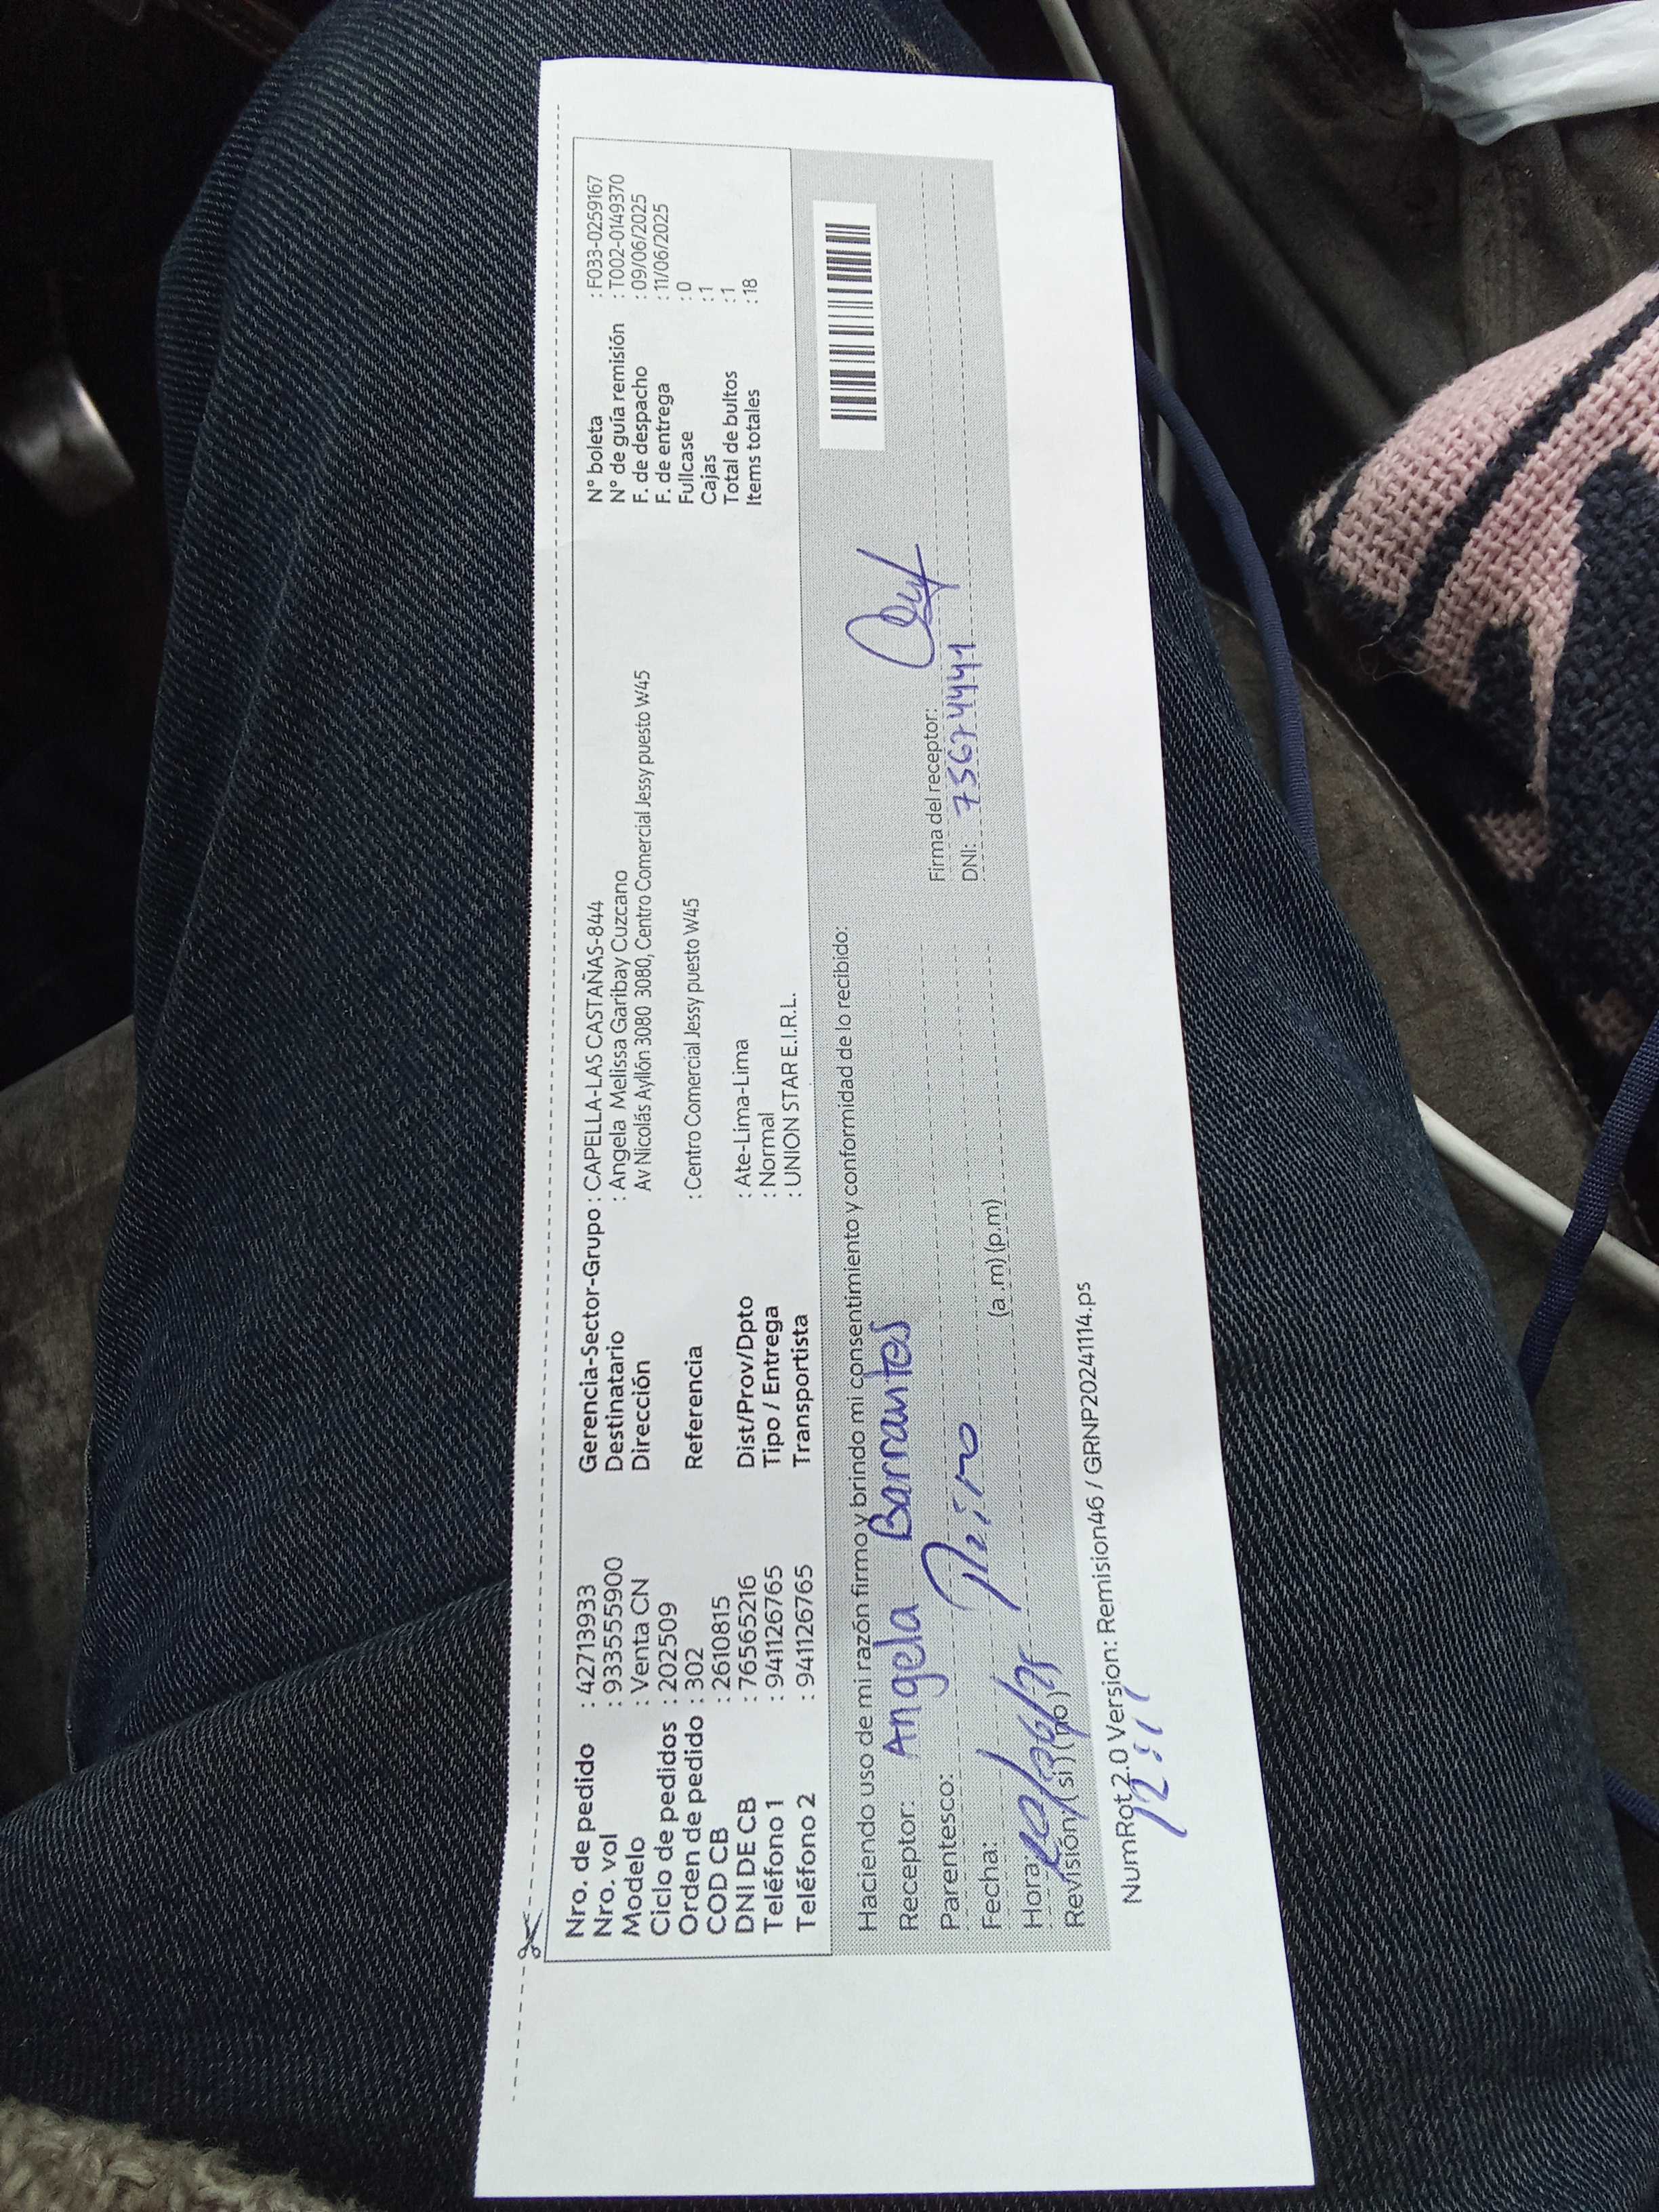 Nro. de pedido : 42713933
Nro. vol : 933555900
Modelo : Venta CN
Ciclo de pedidos : 202509
Orden de pedido : 302
COD CB : 2610815
DNI DE CB : 76565216
Teléfono 1 : 941126765
Teléfono 2 : 941126765
Gerencia-Sector-Grupo : CAPELLA-LAS CASTAÑAS-844
Destinatario : Angela Melissa Garibay Cuzcano
Dirección Av Nicolás Ayllón 3080 3080, Centro Comercial Jessy puesto W45
Referencia : Centro Comercial Jessy puesto W45
Dist/Prov/Dpto : Ate-Lima-Lima
Tipo / Entrega : Normal
Transportista : UNION STAR E.I.R.L.
N° boleta : F033-0259167
N° de guía remisión : T002-0149370
F. de despacho : 09/06/2025
F. de entrega : 11/06/2025
Fullcase : 0
Cajas : 1
Total de bultos : 1
Items totales : 18
Haciendo uso de mi razón firmo y brindo mi consentimiento y conformidad de lo recibido:
Receptor: Angela Barrantes
Parentesco:
Fecha:
Hora: (a.m) (p.m)
Revisión ( si ) ( no )
Firma del receptor:
DNI: 75674441
NumRot 2.0 Version: Remision46 / GRNP20241114.ps